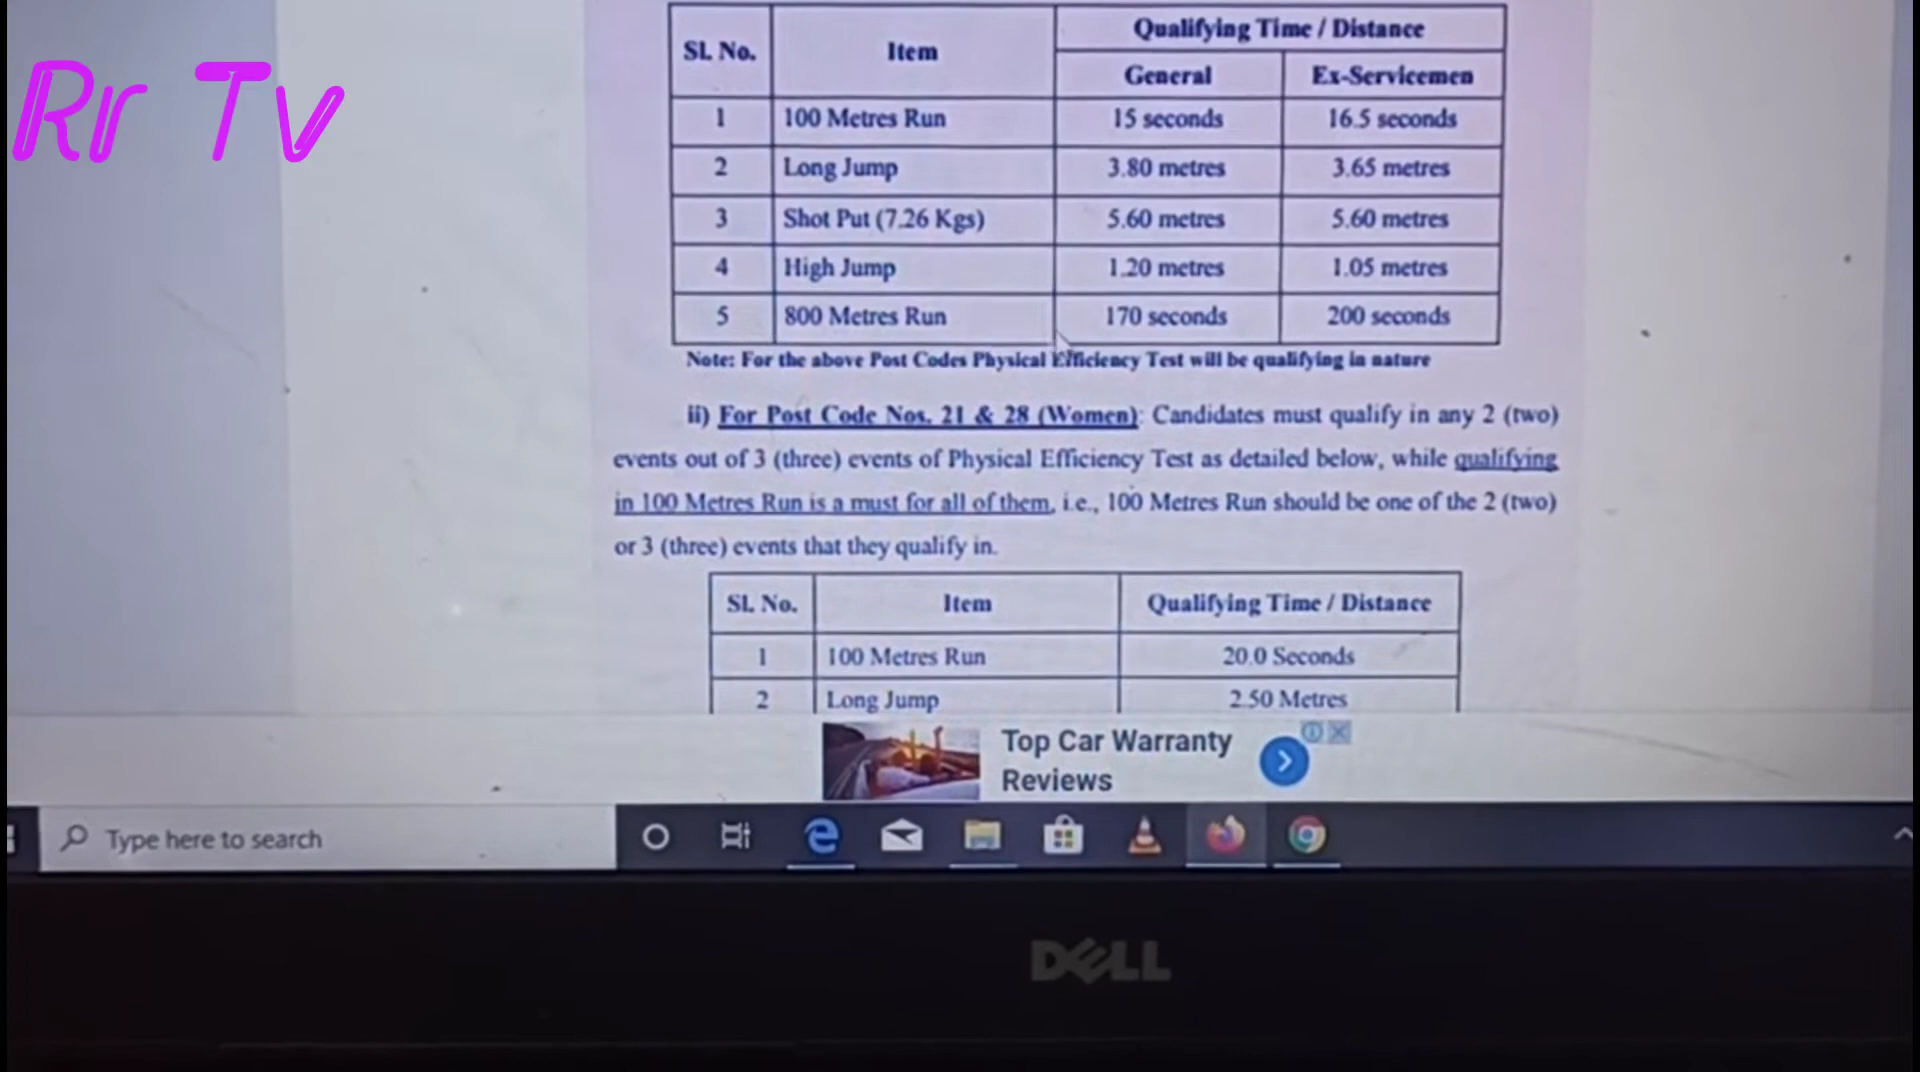 Rr Tv
Sl. No. Item Qualifying Time / Distance
General Ex-Servicemen
1 100 Metres Run 15 seconds 16.5 seconds
2 Long Jump 3.80 metres 3.65 metres
3 Shot Put (7.26 Kgs) 5.60 metres 5.60 metres
4 High Jump 1.20 metres 1.05 metres
5 800 Metres Run 170 seconds 200 seconds
Note: For the above Post Codes Physical Efficiency Test will be qualifying in nature
ii) For Post Code Nos. 21 & 28 (Women): Candidates must qualify in any 2 (two)
events out of 3 (three) events of Physical Efficiency Test as detailed below, while qualifying
in 100 Metres Run is a must for all of them, i.e., 100 Metres Run should be one of the 2 (two)
or 3 (three) events that they qualify in.
Sl. No. Item Qualifying Time / Distance
1 100 Metres Run 20.0 Seconds
2 Long Jump 2.50 Metres
Top Car Warranty
Reviews
Type here to search
DELL